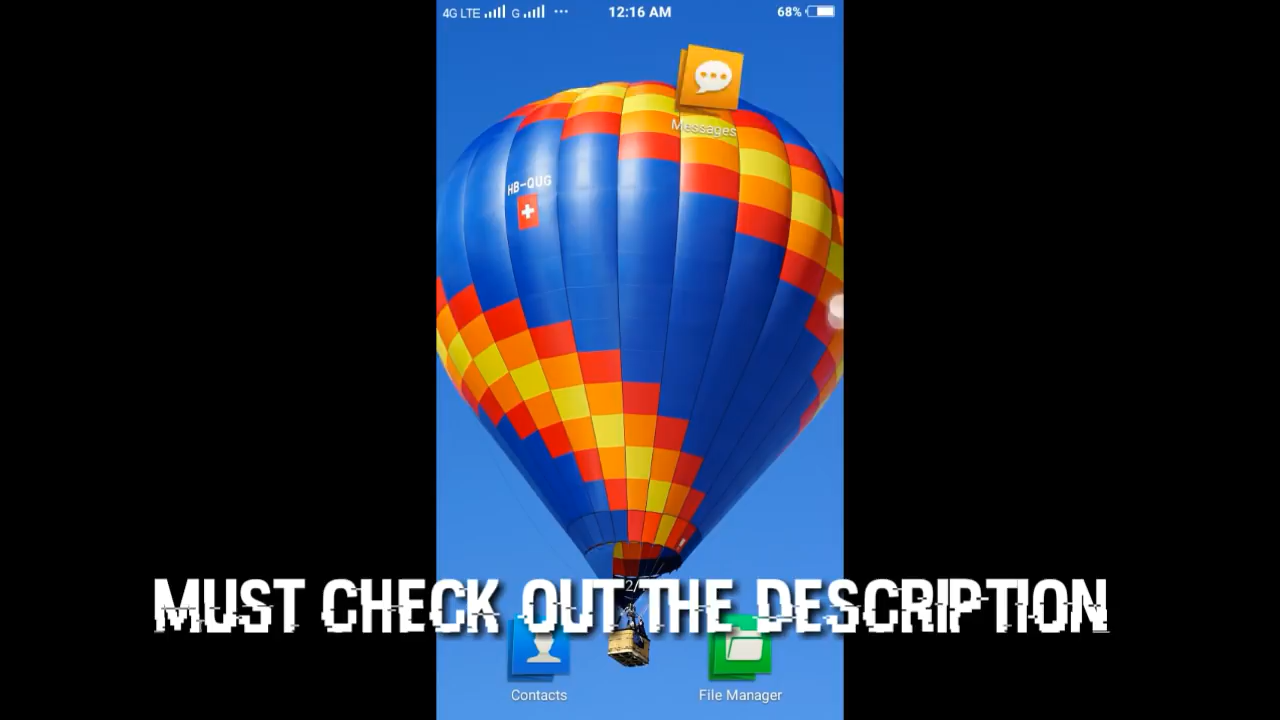 4G LTE G ... 12:16 AM 68%
Messages
HB-QUG
MUST CHECK OUT THE DESCRIPTION
Contacts File Manager